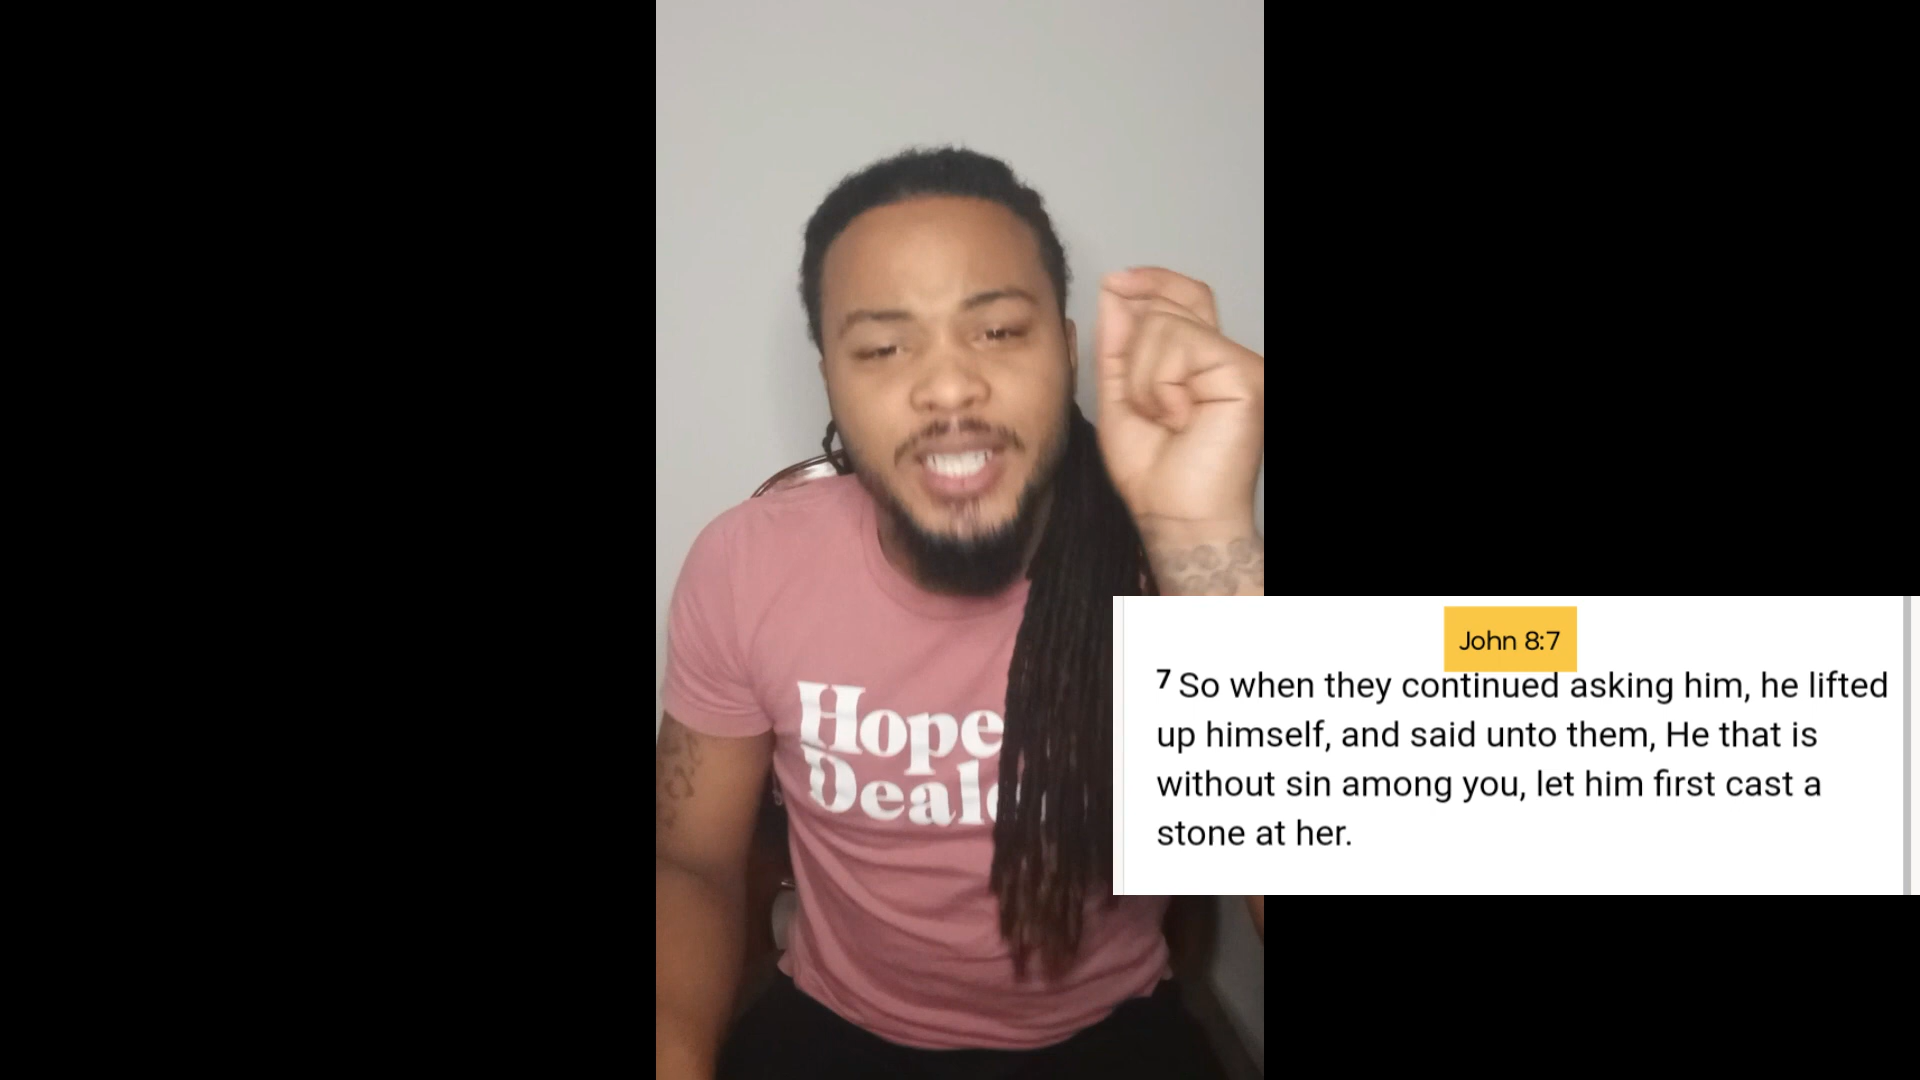 Hope
John 8:7
7 So when they continued asking him, he lifted
up himself, and said unto them, He that is
without sin among you, let him first cast a
stone at her.